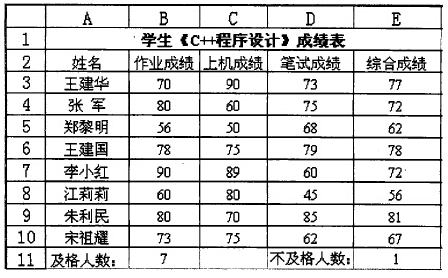 A B C D E
1 学生《C++程序设计》成绩表
2 姓名 作业成绩 上机成绩 笔试成绩 综合成绩
3 王建华 70 90 73 77
4 张 军 80 60 75 72
5 郑黎明 56 50 68 62
6 王建国 78 75 79 78
7 李小红 90 89 60 72
8 江莉莉 60 80 45 56
9 朱利民 80 70 85 81
10 宋祖耀 73 75 62 67
11 及格人数: 7 不及格人数: 1